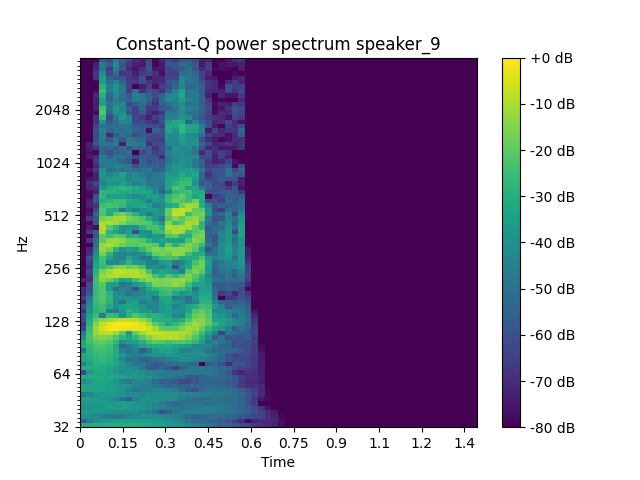 Constant-Q power spectrum speaker_9
Hz
2048
1024
512
256
128
64
32
0 0.15 0.3 0.45 0.6 0.75 0.9 1.1 1.2 1.4
Time
+0 dB
-10 dB
-20 dB
-30 dB
-40 dB
-50 dB
-60 dB
-70 dB
-80 dB